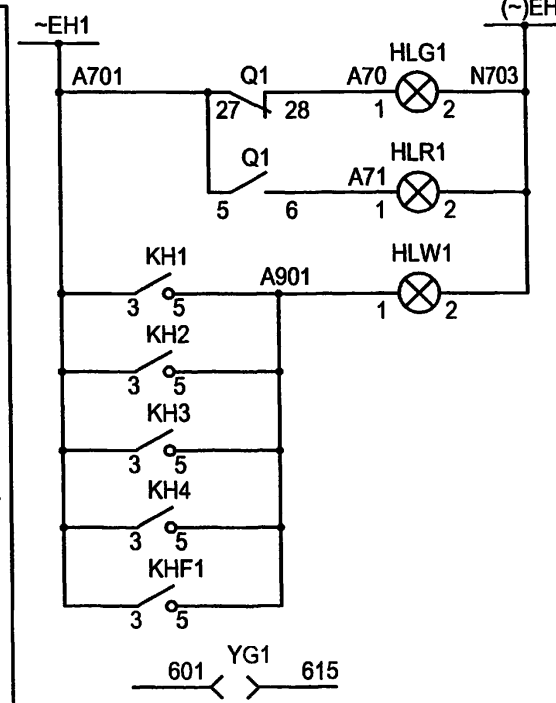 ~EH1
(~)EH
A701 Q1 A70 HLG1 N703
27 28 1 2
Q1 A71 HLR1
5 6 1 2
KH1 A901 HLW1
3 5 1 2
KH2
3 5
KH3
3 5
KH4
3 5
KHF1
3 5
601 YG1 615